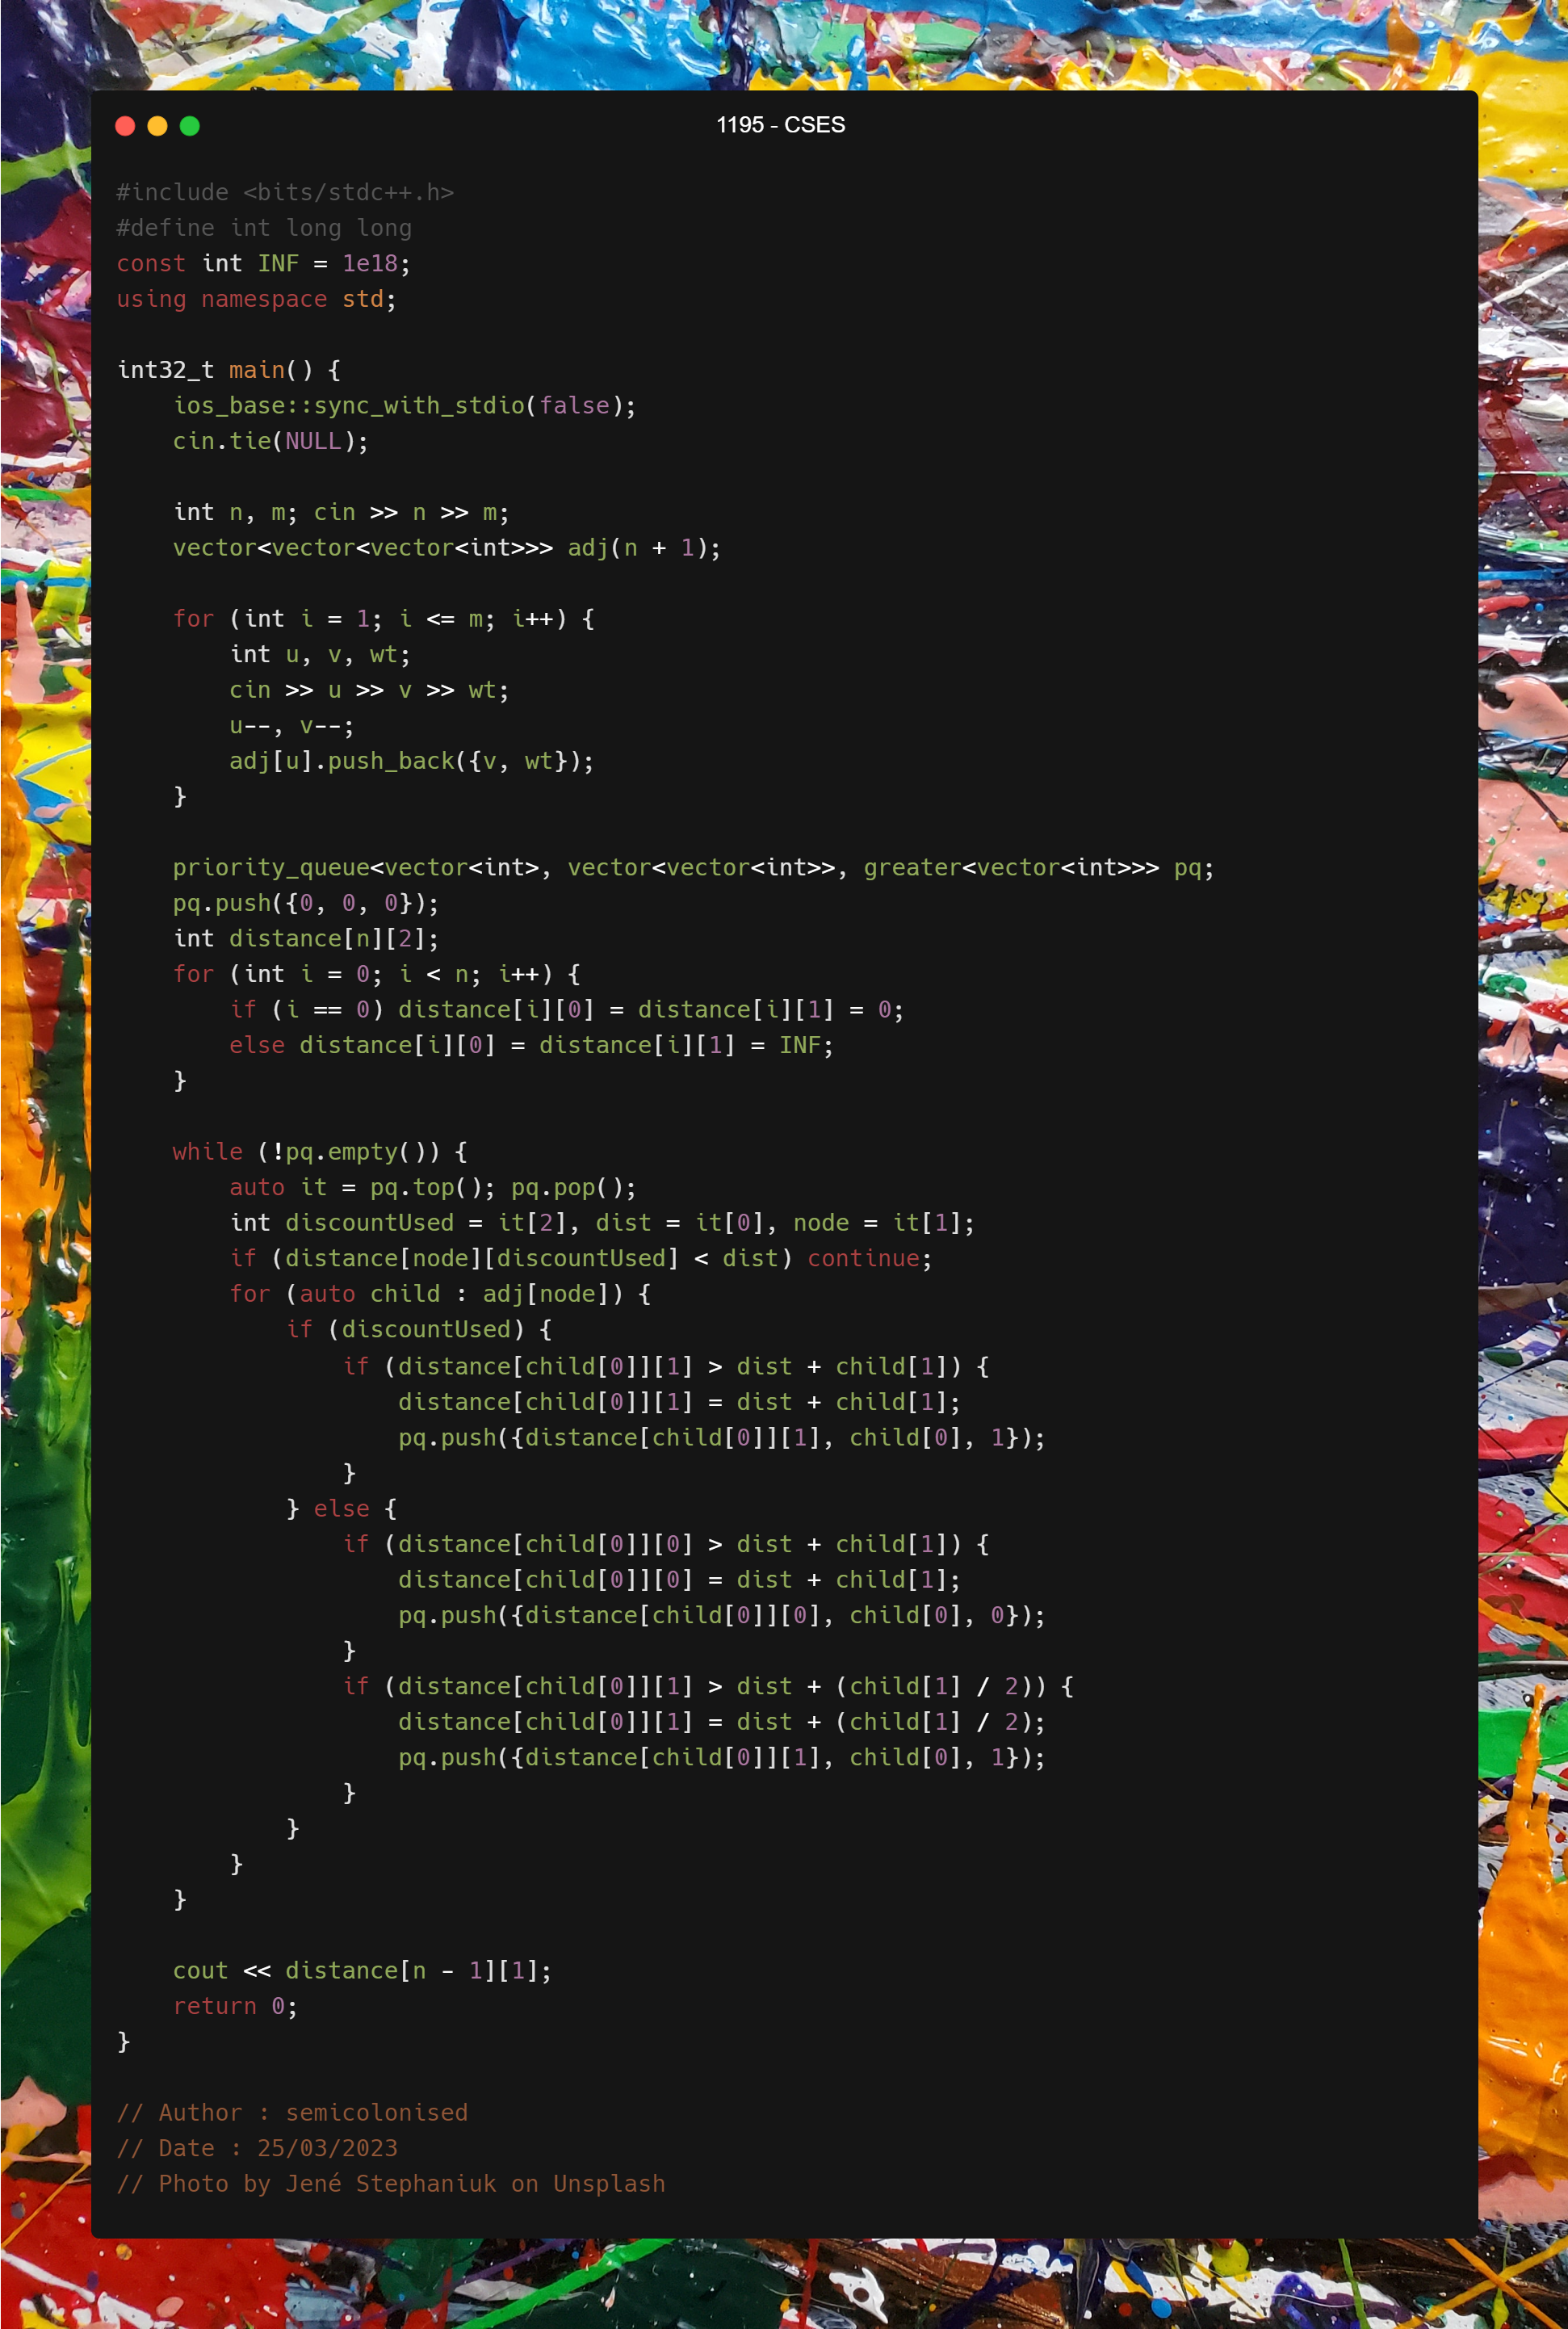 1195 - CSES
#include <bits/stdc++.h>
#define int long long
const int INF = 1e18;
using namespace std;
int32_t main() {
    ios_base::sync_with_stdio(false);
    cin.tie(NULL);
    int n, m; cin >> n >> m;
    vector<vector<vector<int>>> adj(n + 1);
    for (int i = 1; i <= m; i++) {
        int u, v, wt;
        cin >> u >> v >> wt;
        u--, v--;
        adj[u].push_back({v, wt});
    }
    priority_queue<vector<int>, vector<vector<int>>, greater<vector<int>>> pq;
    pq.push({0, 0, 0});
    int distance[n][2];
    for (int i = 0; i < n; i++) {
        if (i == 0) distance[i][0] = distance[i][1] = 0;
        else distance[i][0] = distance[i][1] = INF;
    }
    while (!pq.empty()) {
        auto it = pq.top(); pq.pop();
        int discountUsed = it[2], dist = it[0], node = it[1];
        if (distance[node][discountUsed] < dist) continue;
        for (auto child : adj[node]) {
            if (discountUsed) {
                if (distance[child[0]][1] > dist + child[1]) {
                    distance[child[0]][1] = dist + child[1];
                    pq.push({distance[child[0]][1], child[0], 1});
                }
            } else {
                if (distance[child[0]][0] > dist + child[1]) {
                    distance[child[0]][0] = dist + child[1];
                    pq.push({distance[child[0]][0], child[0], 0});
                }
                if (distance[child[0]][1] > dist + (child[1] / 2)) {
                    distance[child[0]][1] = dist + (child[1] / 2);
                    pq.push({distance[child[0]][1], child[0], 1});
                }
            }
        }
    }
    cout << distance[n - 1][1];
    return 0;
}
// Author : semicolonised
// Date : 25/03/2023
// Photo by Jené Stephaniuk on Unsplash